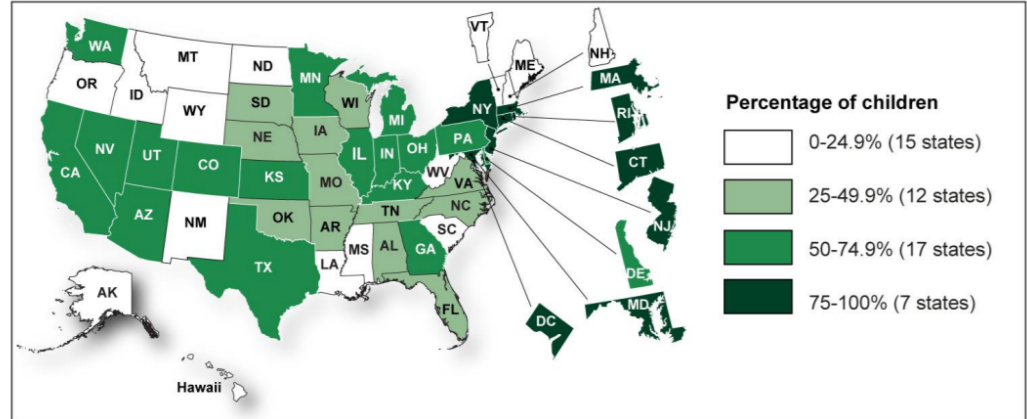 VT
NH
WA
MT
ND
ME
MN
MA
OR
ID
SD
WI
NY
WY
MI
RI
NE
IA
PA
NV
UT
CO
IL
IN
OH
CT
CA
KS
MO
KY
WV
VA
NJ
AZ
NM
OK
AR
TN
NC
SC
MS
AL
GA
TX
LA
DE
AK
FL
MD
DC
Hawaii
Percentage of children
0-24.9% (15 states)
25-49.9% (12 states)
50-74.9% (17 states)
75-100% (7 states)